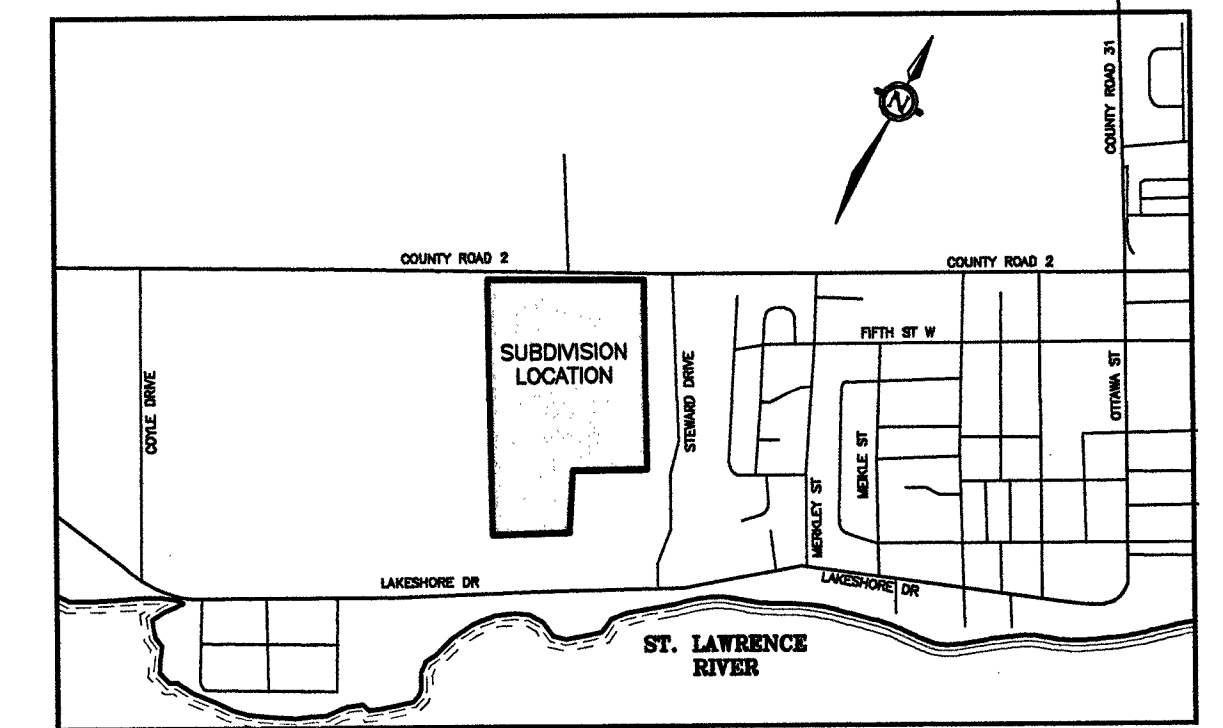 COUNTY ROAD 31
N
COUNTY ROAD 2
COUNTY ROAD 2
FIFTH ST W
SUBDIVISION
LOCATION
COYLE DRIVE
STEWARD DRIVE
OTTAWA ST
MEIKLE ST
MERKLEY ST
LAKESHORE DR
LAKESHORE DR
ST. LAWRENCE
RIVER